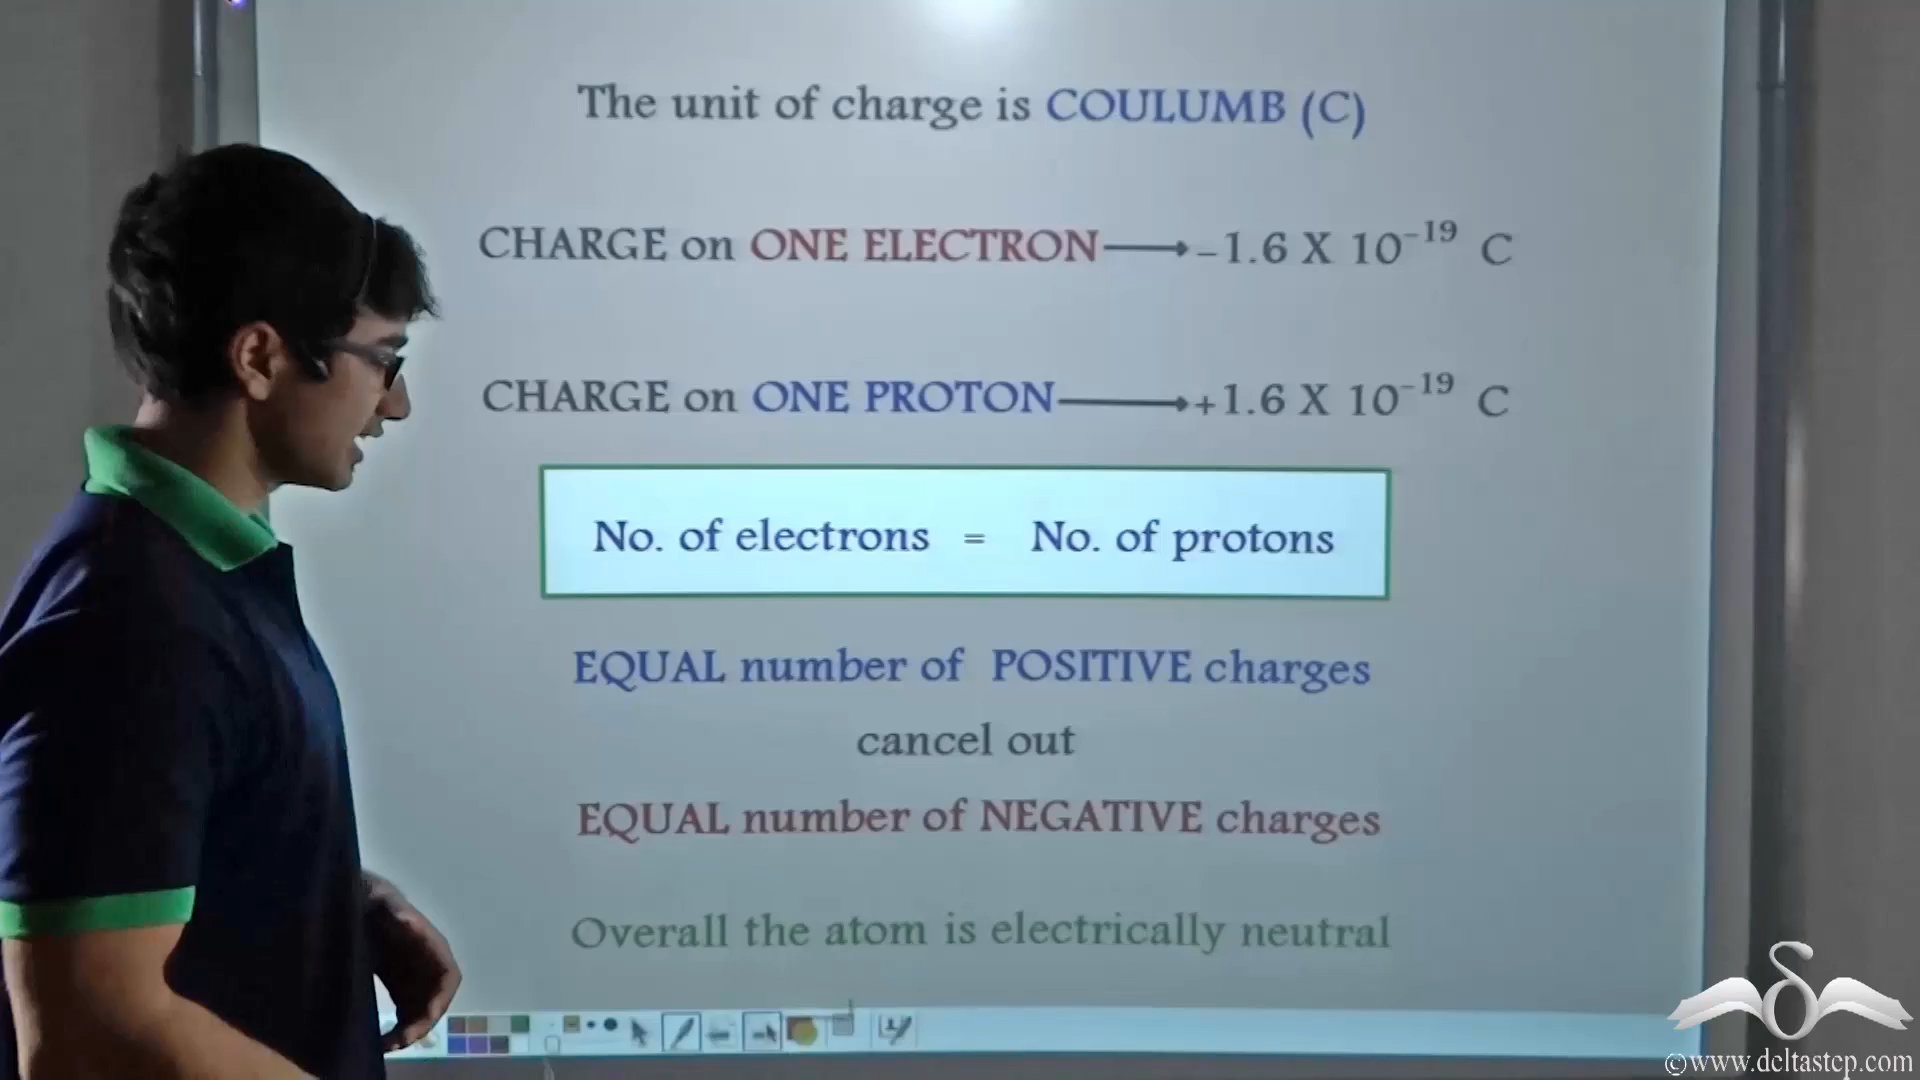 The unit of charge is COULUMB (C)
CHARGE on ONE ELECTRON → −1.6 X 10⁻¹⁹ C
CHARGE on ONE PROTON → +1.6 X 10⁻¹⁹ C
No. of electrons = No. of protons
EQUAL number of POSITIVE charges
cancel out
EQUAL number of NEGATIVE charges
Overall the atom is electrically neutral
©www.deltastep.com